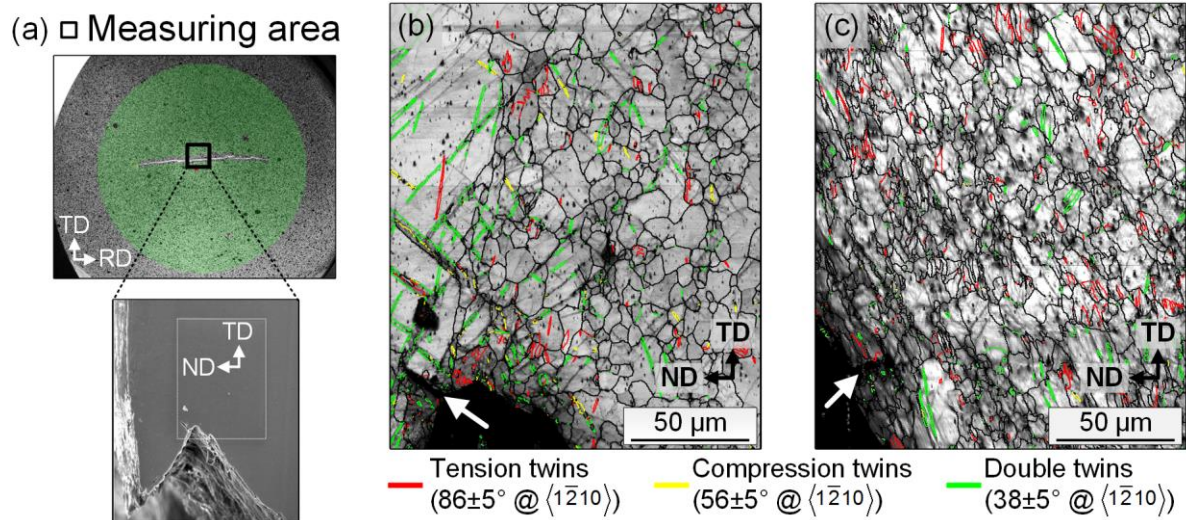 (a) □ Measuring area
TD
RD
TD
ND
(b)
TD
ND
50 µm
(c)
TD
ND
50 µm
Tension twins
(86±5° @ ⟨12̅10⟩)
Compression twins
(56±5° @ ⟨12̅10⟩)
Double twins
(38±5° @ ⟨12̅10⟩)